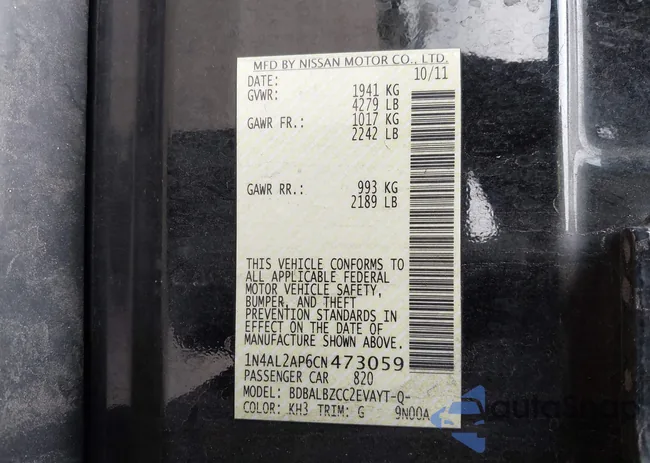 MFD BY NISSAN MOTOR CO., LTD.
DATE: 10/11
GVWR: 1941 KG
4279 LB
GAWR FR.: 1017 KG
2242 LB
GAWR RR.: 993 KG
2189 LB
THIS VEHICLE CONFORMS TO
ALL APPLICABLE FEDERAL
MOTOR VEHICLE SAFETY,
BUMPER, AND THEFT
PREVENTION STANDARDS IN
EFFECT ON THE DATE OF
MANUFACTURE SHOWN ABOVE.
1N4AL2AP6CN473059
PASSENGER CAR 820
MODEL: BDBALBZCC2EVAYT-Q-
COLOR: KH3 TRIM: G 9N00A
autoSnap